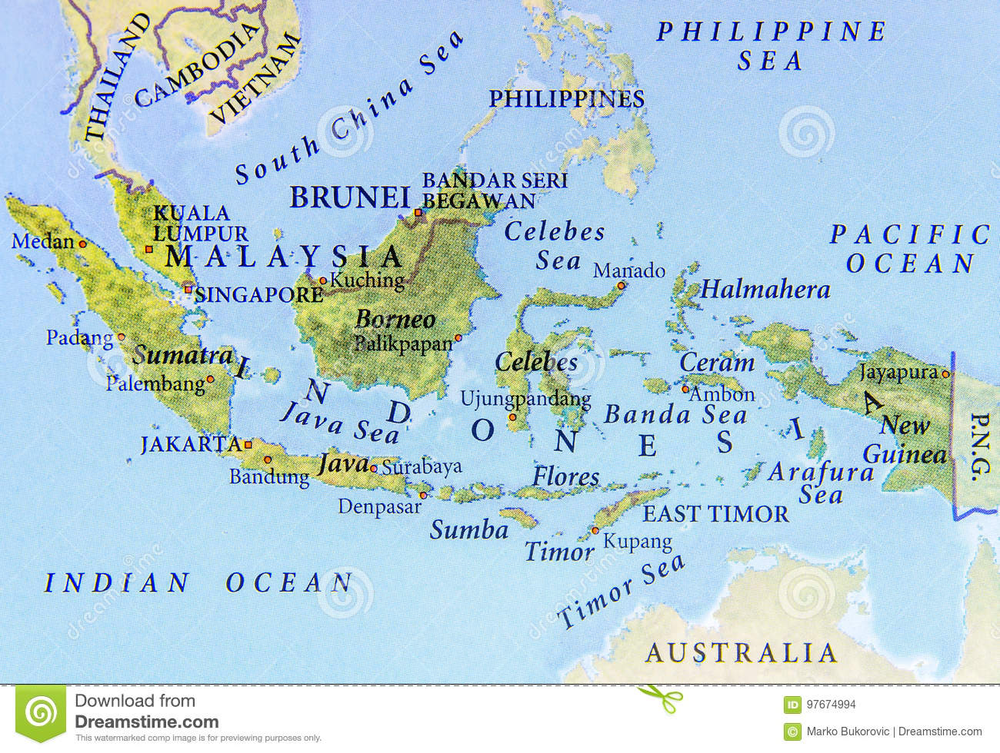 PHILIPPINE
SEA
THAILAND
CAMBODIA
VIETNAM
South China Sea
PHILIPPINES
BRUNEI
BANDAR SERI
BEGAWAN
KUALA
LUMPUR
Medan
MALAYSIA
Celebes
Sea
PACIFIC
OCEAN
Manado
Kuching
SINGAPORE
Halmahera
Borneo
Balikpapan
Padang
Sumatra
Palembang
Celebes
Ceram
Jayapura
Ujungpandang
Ambon
INDONESIA
Java Sea
Banda Sea
New
Guinea
P.N.G.
JAKARTA
Bandung
Java
Surabaya
Flores
Arafura
Sea
Denpasar
Sumba
EAST TIMOR
Timor
Kupang
Timor Sea
INDIAN OCEAN
AUSTRALIA
dreamstime
Download from
Dreamstime.com
This watermarked comp image is for previewing purposes only.
ID 97674994
© Marko Bukorovic | Dreamstime.com